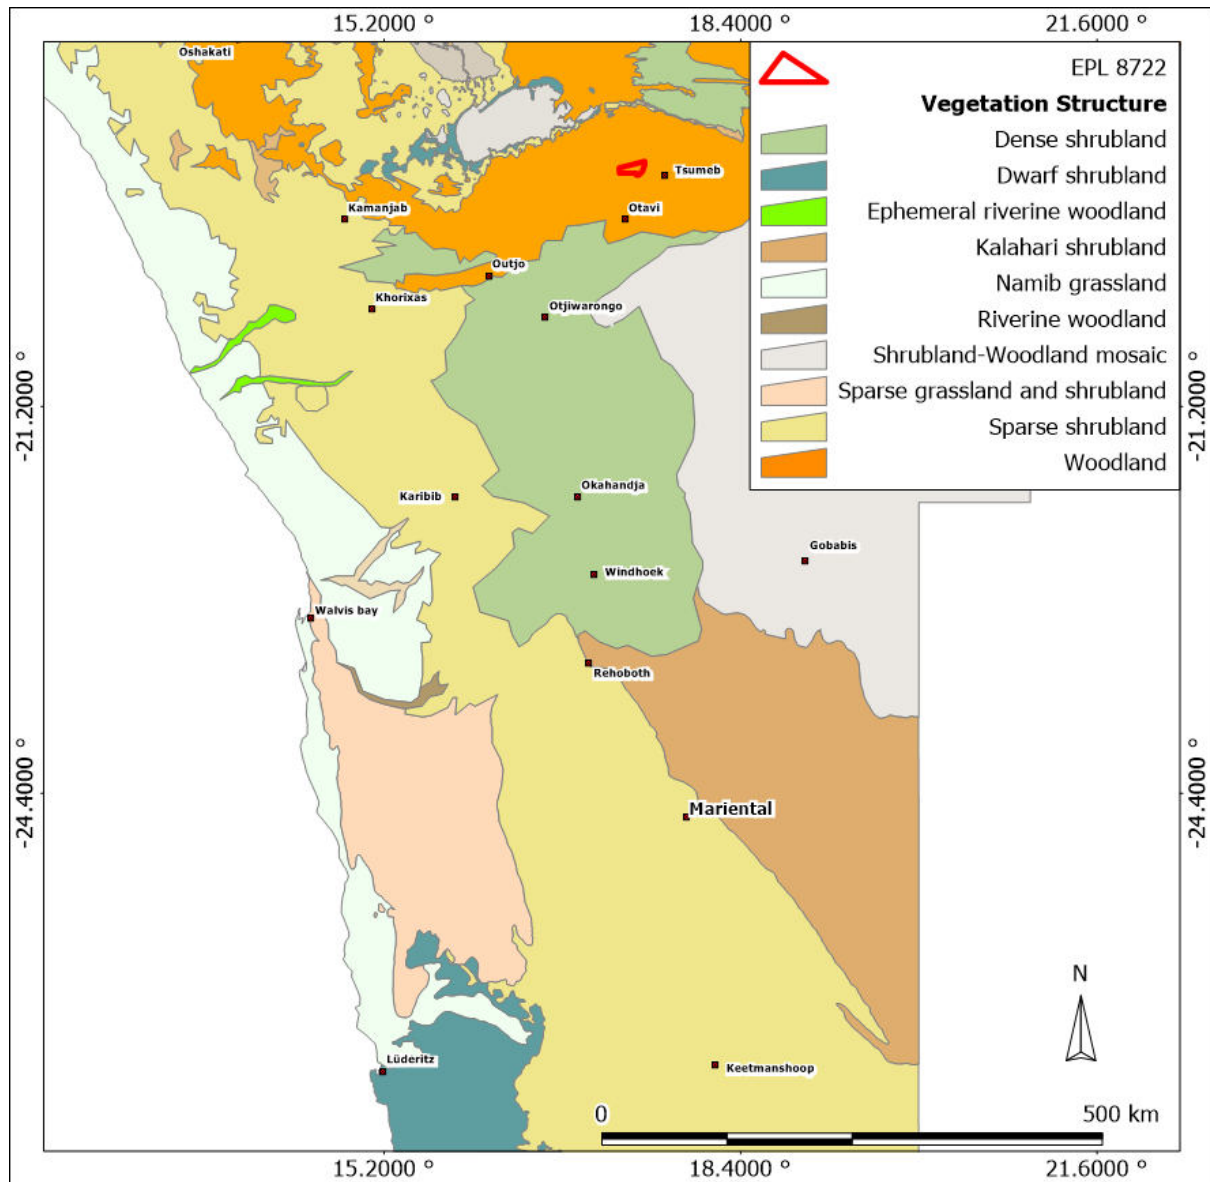 15.2000 °
18.4000 °
21.6000 °
Oshakati
EPL 8722
Vegetation Structure
Dense shrubland
Dwarf shrubland
Ephemeral riverine woodland
Kalahari shrubland
Namib grassland
Riverine woodland
Shrubland-Woodland mosaic
Sparse grassland and shrubland
Sparse shrubland
Woodland
Tsumeb
Kamanjab
Otavi
Outjo
Khorixas
Otjiwarongo
-21.2000 °
-21.2000 °
Karibib
Okahandja
Gobabis
Windhoek
Walvis bay
Rehoboth
-24.4000 °
-24.4000 °
Mariental
N
Lüderitz
Keetmanshoop
0
500 km
15.2000 °
18.4000 °
21.6000 °